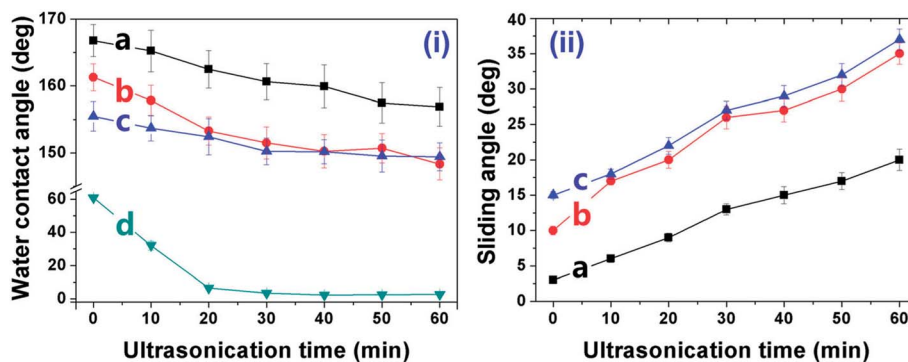 170
160
150
60
40
20
0
Water contact angle (deg)
a
b
c
d
(i)
0 10 20 30 40 50 60
Ultrasonication time (min)
40
35
30
25
20
15
10
5
0
Sliding angle (deg)
(ii)
c
b
a
0 10 20 30 40 50 60
Ultrasonication time (min)